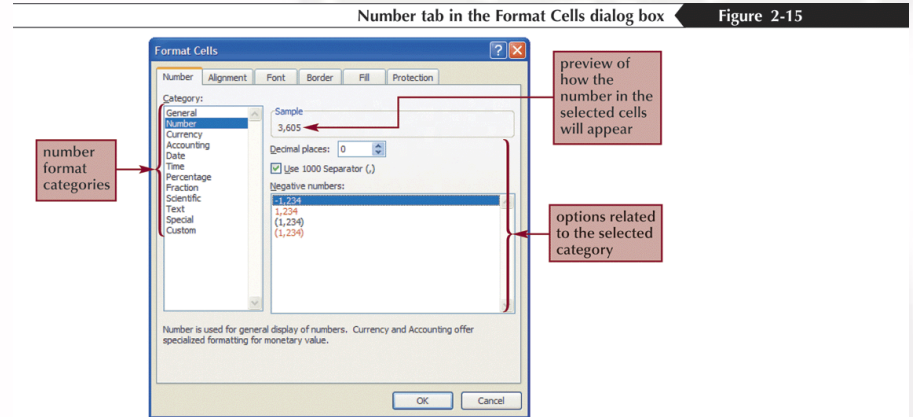 Number tab in the Format Cells dialog box
Figure 2-15
Format Cells
Number Alignment Font Border Fill Protection
Category:
General
Number
Currency
Accounting
Date
Time
Percentage
Fraction
Scientific
Text
Special
Custom
Sample
3,605
Decimal places: 0
Use 1000 Separator (,)
Negative numbers:
-1,234
1,234
(1,234)
(1,234)
Number is used for general display of numbers. Currency and Accounting offer
specialized formatting for monetary value.
OK Cancel
number
format
categories
preview of
how the
number in the
selected cells
will appear
options related
to the selected
category